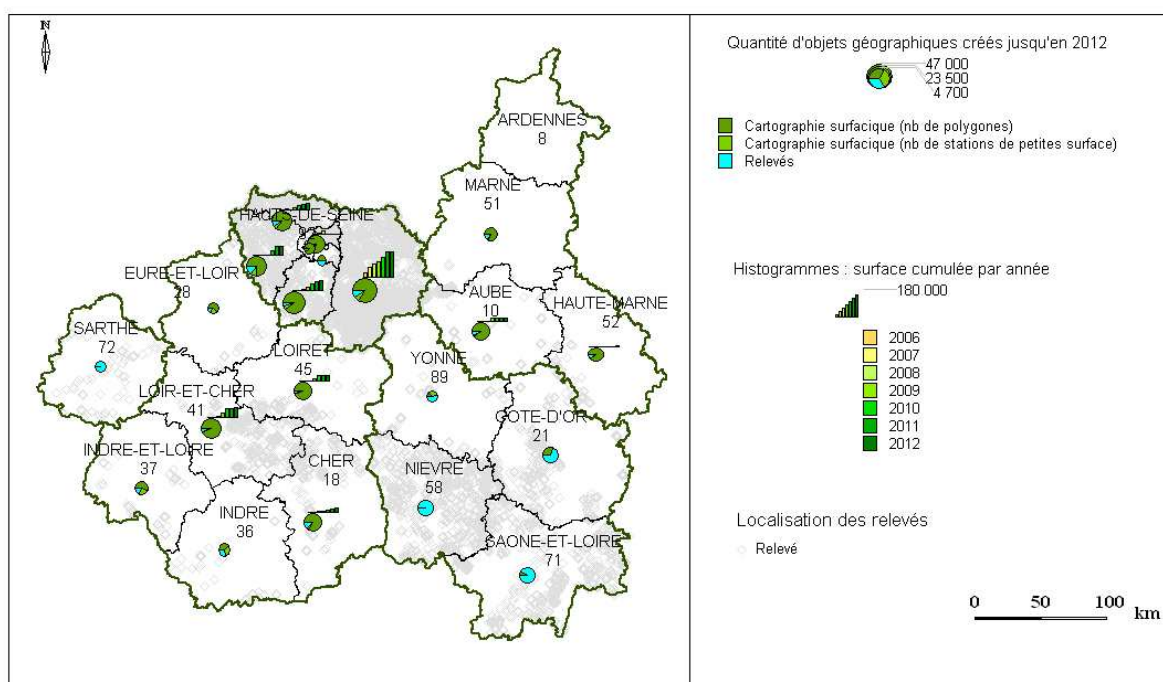 N
ARDENNES
8
MARNE
51
HAUTS-DE-SEINE
EURE-ET-LOIR
28
AUBE
10
HAUTE-MARNE
52
SARTHE
72
LOIRET
45
YONNE
89
LOIR-ET-CHER
41
COTE-D'OR
21
INDRE-ET-LOIRE
37
CHER
18
NIEVRE
58
INDRE
36
SAONE-ET-LOIRE
71
Quantité d'objets géographiques créés jusqu'en 2012
47 000
23 500
4 700
Cartographie surfacique (nb de polygones)
Cartographie surfacique (nb de stations de petites surface)
Relevés
Histogrammes : surface cumulée par année
180 000
2006
2007
2008
2009
2010
2011
2012
Localisation des relevés
Relevé
0 50 100
km